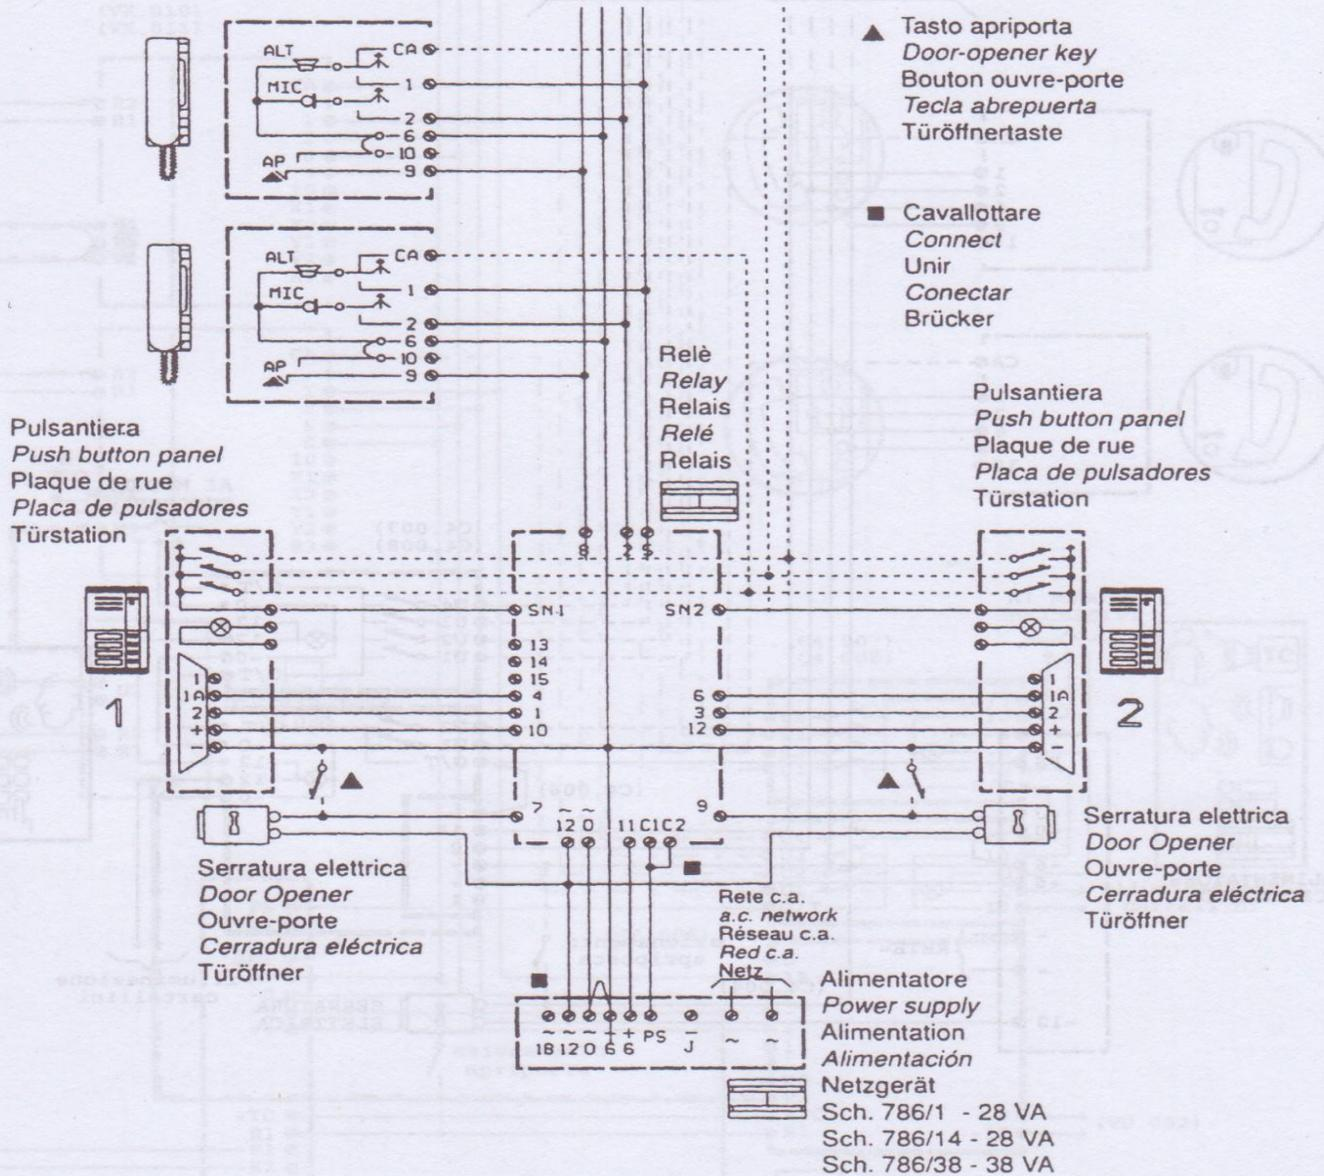 ALT
CA
MIC
1
2
6
10
AP
9
ALT
CA
MIC
1
2
6
10
AP
9
▲ Tasto apriporta
Door-opener key
Bouton ouvre-porte
Tecla abrepuerta
Türöffnertaste
■ Cavallottare
Connect
Unir
Conectar
Brücker
Relè
Relay
Relais
Relé
Relais
Pulsantiera
Push button panel
Plaque de rue
Placa de pulsadores
Türstation
Pulsantiera
Push button panel
Plaque de rue
Placa de pulsadores
Türstation
8 2 5
SN1
SN2
13
14
15
4
1
10
6
3
12
1
1A
2
+
−
1
1A
2
+
1
2
7
9
12 0 11 C1 C2
Serratura elettrica
Door Opener
Ouvre-porte
Cerradura eléctrica
Türöffner
Serratura elettrica
Door Opener
Ouvre-porte
Cerradura eléctrica
Türöffner
Rete c.a.
a.c. network
Réseau c.a.
Red c.a.
Netz
~ ~ ~ − + PS − ~ ~
18 12 0 6 6 J
Alimentatore
Power supply
Alimentation
Alimentación
Netzgerät
Sch. 786/1 - 28 VA
Sch. 786/14 - 28 VA
Sch. 786/38 - 38 VA